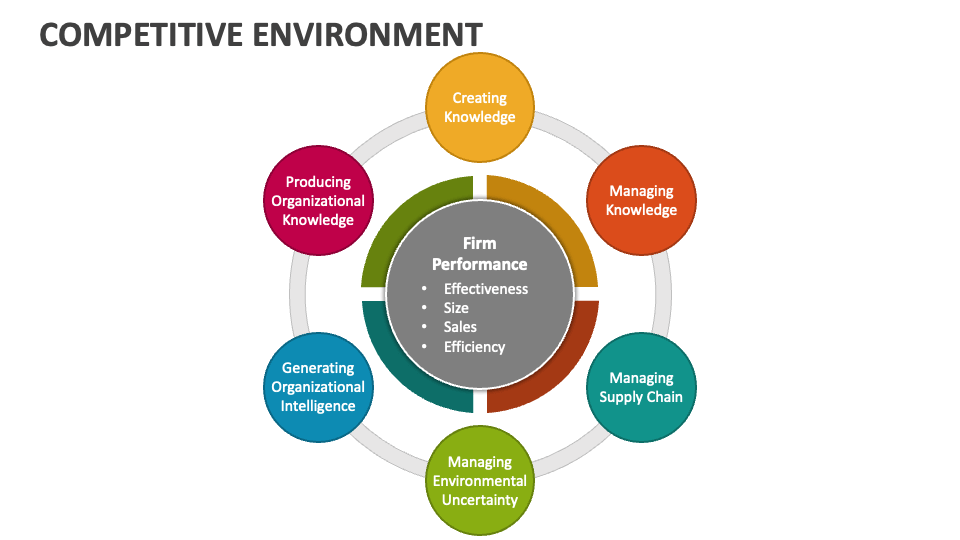 COMPETITIVE ENVIRONMENT
Creating
Knowledge
Managing
Knowledge
Managing
Supply Chain
Managing
Environmental
Uncertainty
Generating
Organizational
Intelligence
Producing
Organizational
Knowledge
Firm
Performance
• Effectiveness
• Size
• Sales
• Efficiency